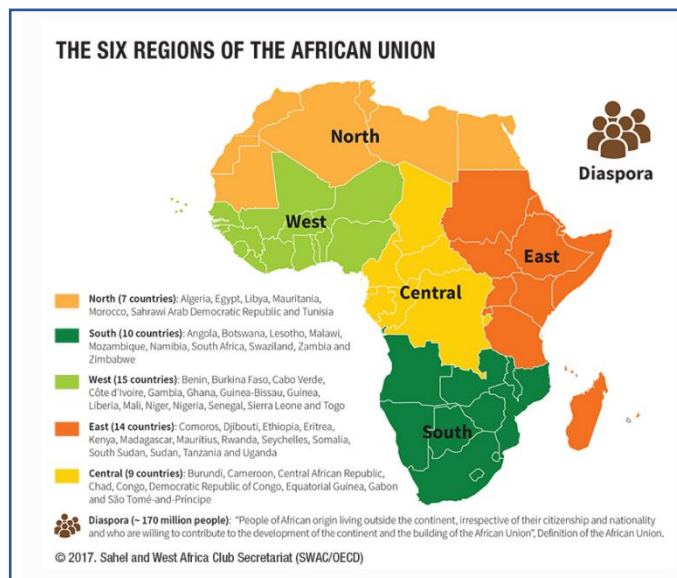 THE SIX REGIONS OF THE AFRICAN UNION
North
Diaspora
West
East
Central
South
North (7 countries): Algeria, Egypt, Libya, Mauritania,
Morocco, Sahrawi Arab Democratic Republic and Tunisia
South (10 countries): Angola, Botswana, Lesotho, Malawi,
Mozambique, Namibia, South Africa, Swaziland, Zambia and
Zimbabwe
West (15 countries): Benin, Burkina Faso, Cabo Verde,
Côte d'Ivoire, Gambia, Ghana, Guinea-Bissau, Guinea,
Liberia, Mali, Niger, Nigeria, Senegal, Sierra Leone and Togo
East (14 countries): Comoros, Djibouti, Ethiopia, Eritrea,
Kenya, Madagascar, Mauritius, Rwanda, Seychelles, Somalia,
South Sudan, Sudan, Tanzania and Uganda
Central (9 countries): Burundi, Cameroon, Central African Republic,
Chad, Congo, Democratic Republic of Congo, Equatorial Guinea, Gabon
and São Tomé-and-Príncipe
Diaspora (~ 170 million people): "People of African origin living outside the continent, irrespective of their citizenship and nationality
and who are willing to contribute to the development of the continent and the building of the African Union", Definition of the African Union.
© 2017. Sahel and West Africa Club Secretariat (SWAC/OECD)